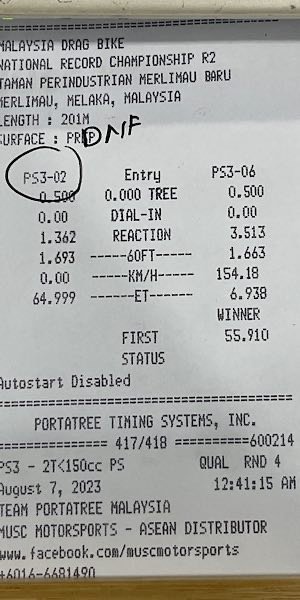 MALAYSIA DRAG BIKE
NATIONAL RECORD CHAMPIONSHIP R2
TAMAN PERINDUSTRIAN MERLIMAU BARU
MERLIMAU, MELAKA, MALAYSIA
LENGTH : 201M
SURFACE : PREP DNF
PS3-02 Entry PS3-06
0.500 0.000 TREE 0.500
0.00 DIAL-IN 0.00
1.362 REACTION 3.513
1.693 -----60FT----- 1.663
0.00 -----KM/H----- 154.18
64.999 ------ET------ 6.938
WINNER
FIRST 55.910
STATUS
Autostart Disabled
========================================
PORTATREE TIMING SYSTEMS, INC.
=============== 417/418 ==========600214
PS3 - 2T<150cc PS QUAL RND 4
August 7, 2023 12:41:15 AM
TEAM PORTATREE MALAYSIA
MUSC MOTORSPORTS - ASEAN DISTRIBUTOR
www.facebook.com/muscmotorsports
+6016-6681490